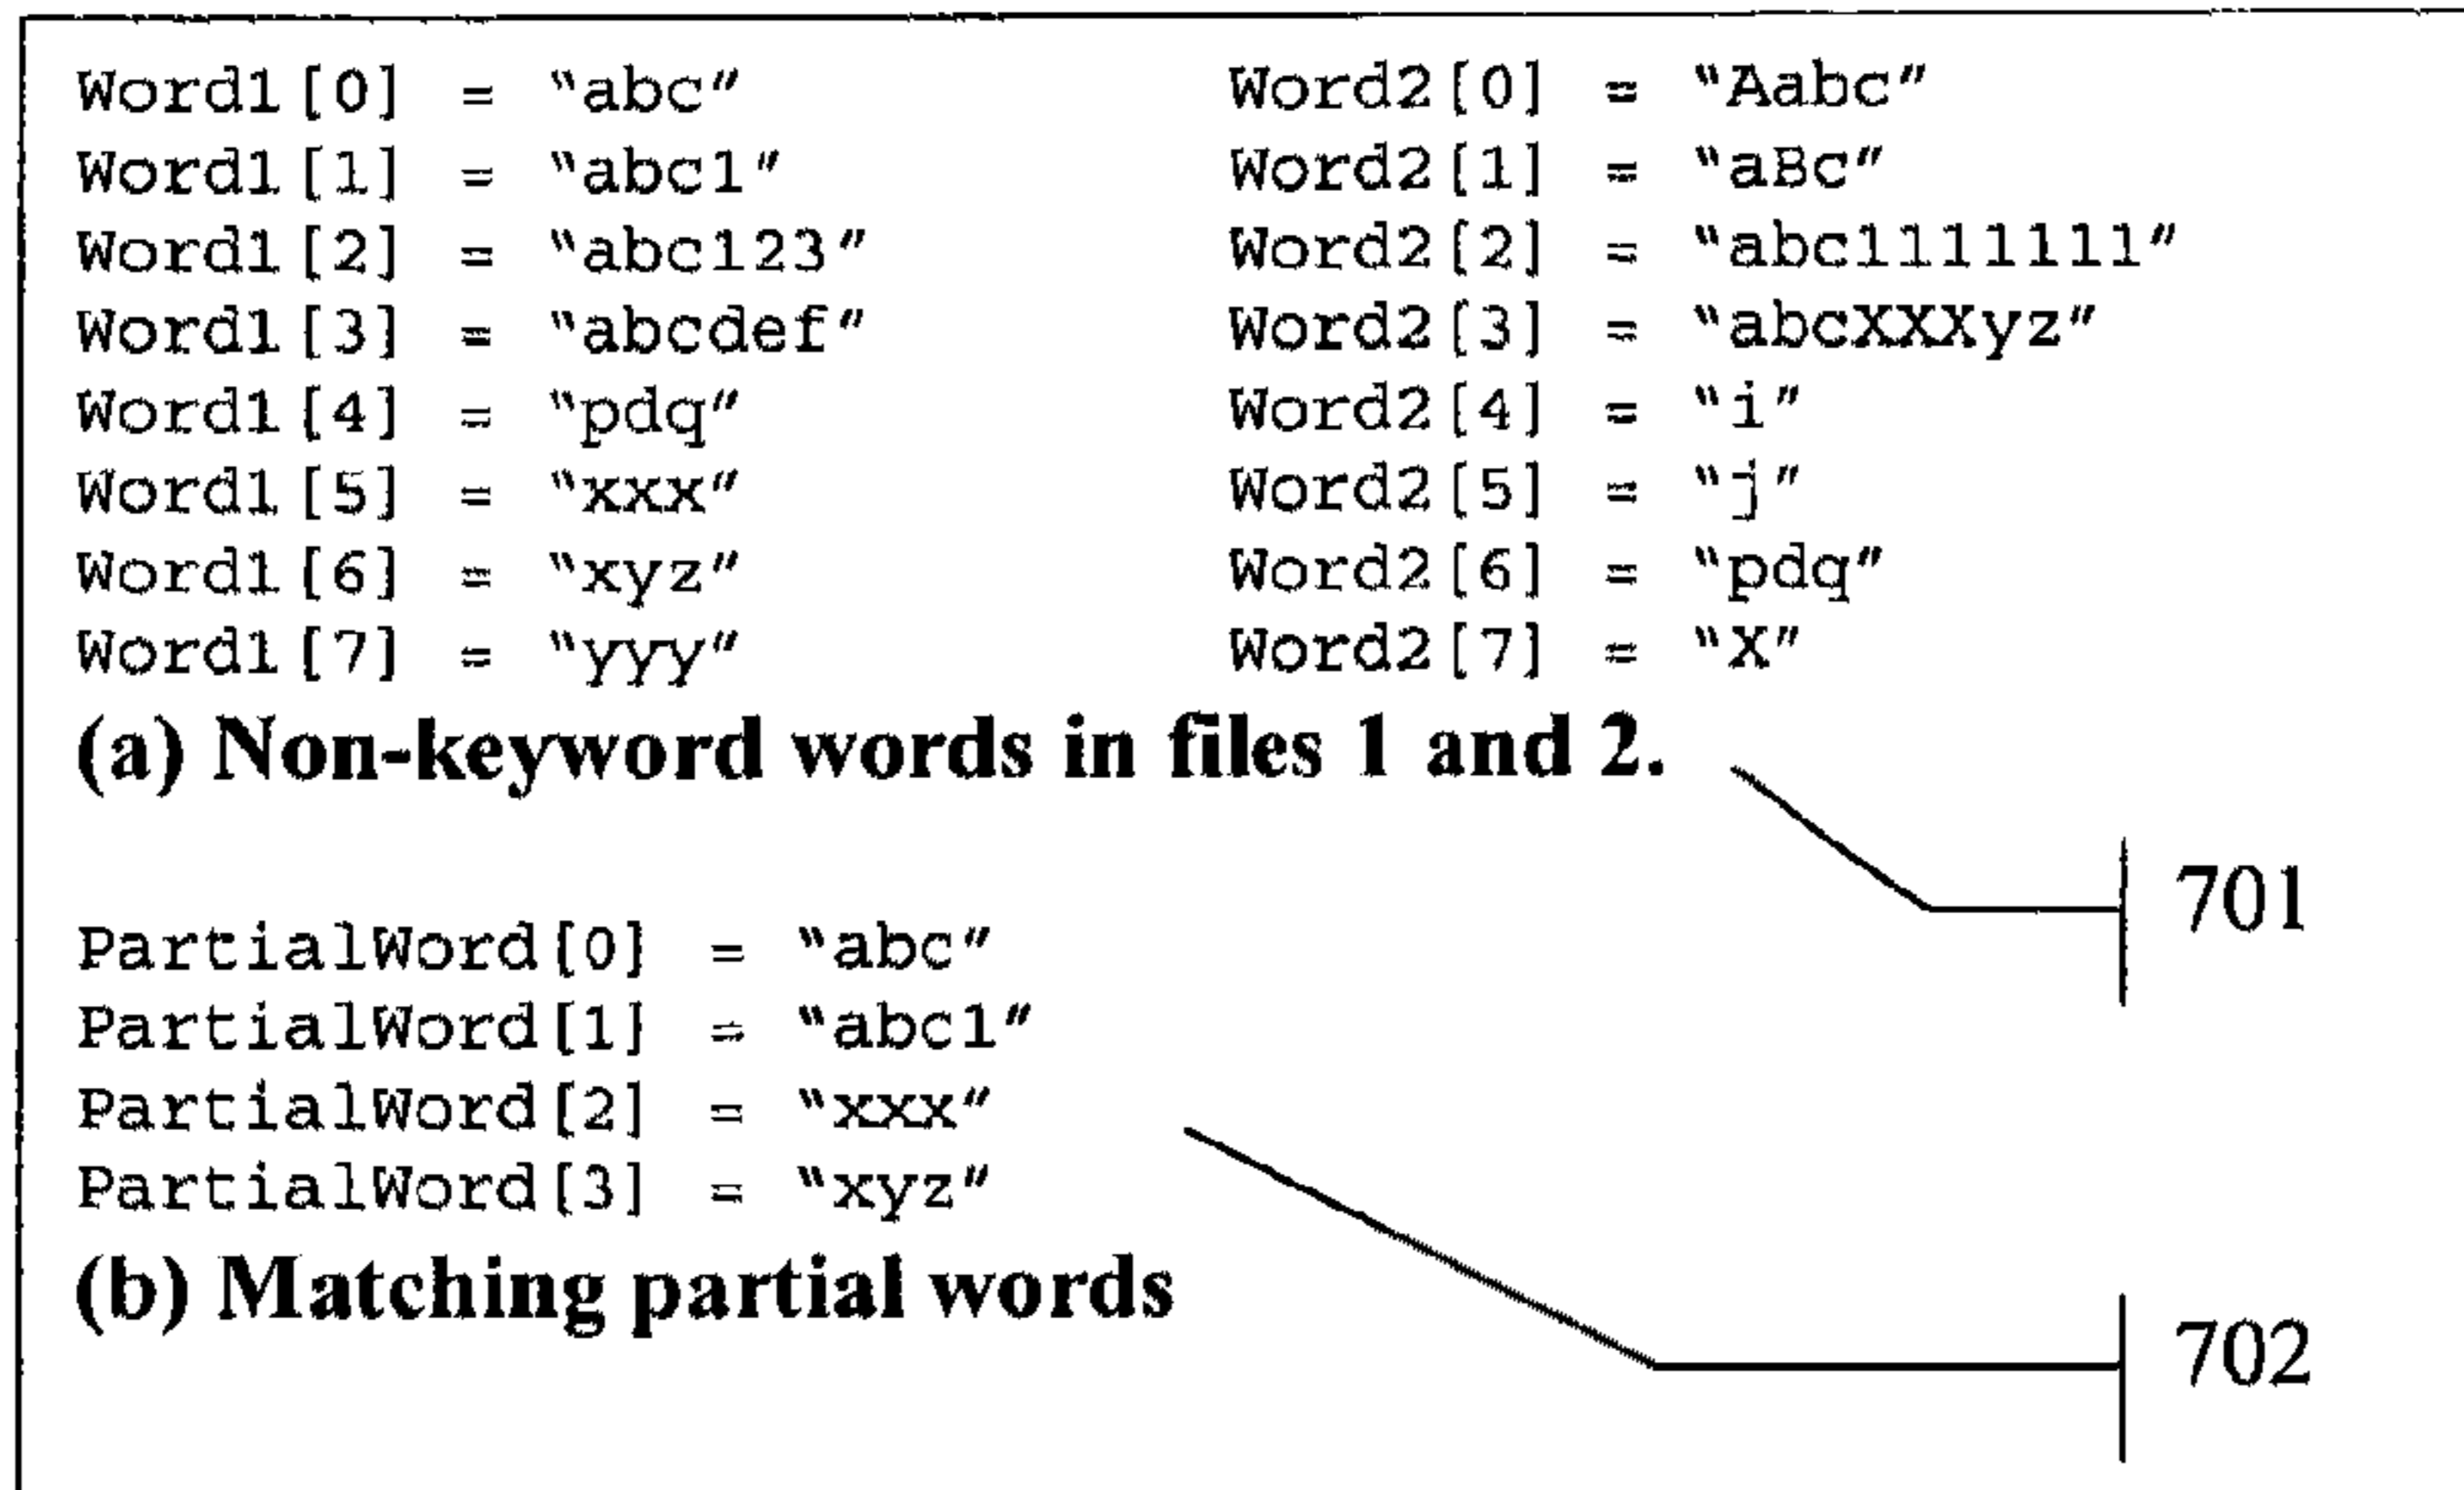 Word1[0] = "abc" Word2[0] = "Aabc"
Word1[1] = "abc1" Word2[1] = "aBc"
Word1[2] = "abc123" Word2[2] = "abc1111111"
Word1[3] = "abcdef" Word2[3] = "abcXXXyz"
Word1[4] = "pdq" Word2[4] = "i"
Word1[5] = "xxx" Word2[5] = "j"
Word1[6] = "xyz" Word2[6] = "pdq"
Word1[7] = "yyy" Word2[7] = "X"
(a) Non-keyword words in files 1 and 2.
701
PartialWord[0] = "abc"
PartialWord[1] = "abc1"
PartialWord[2] = "xxx"
PartialWord[3] = "xyz"
(b) Matching partial words
702